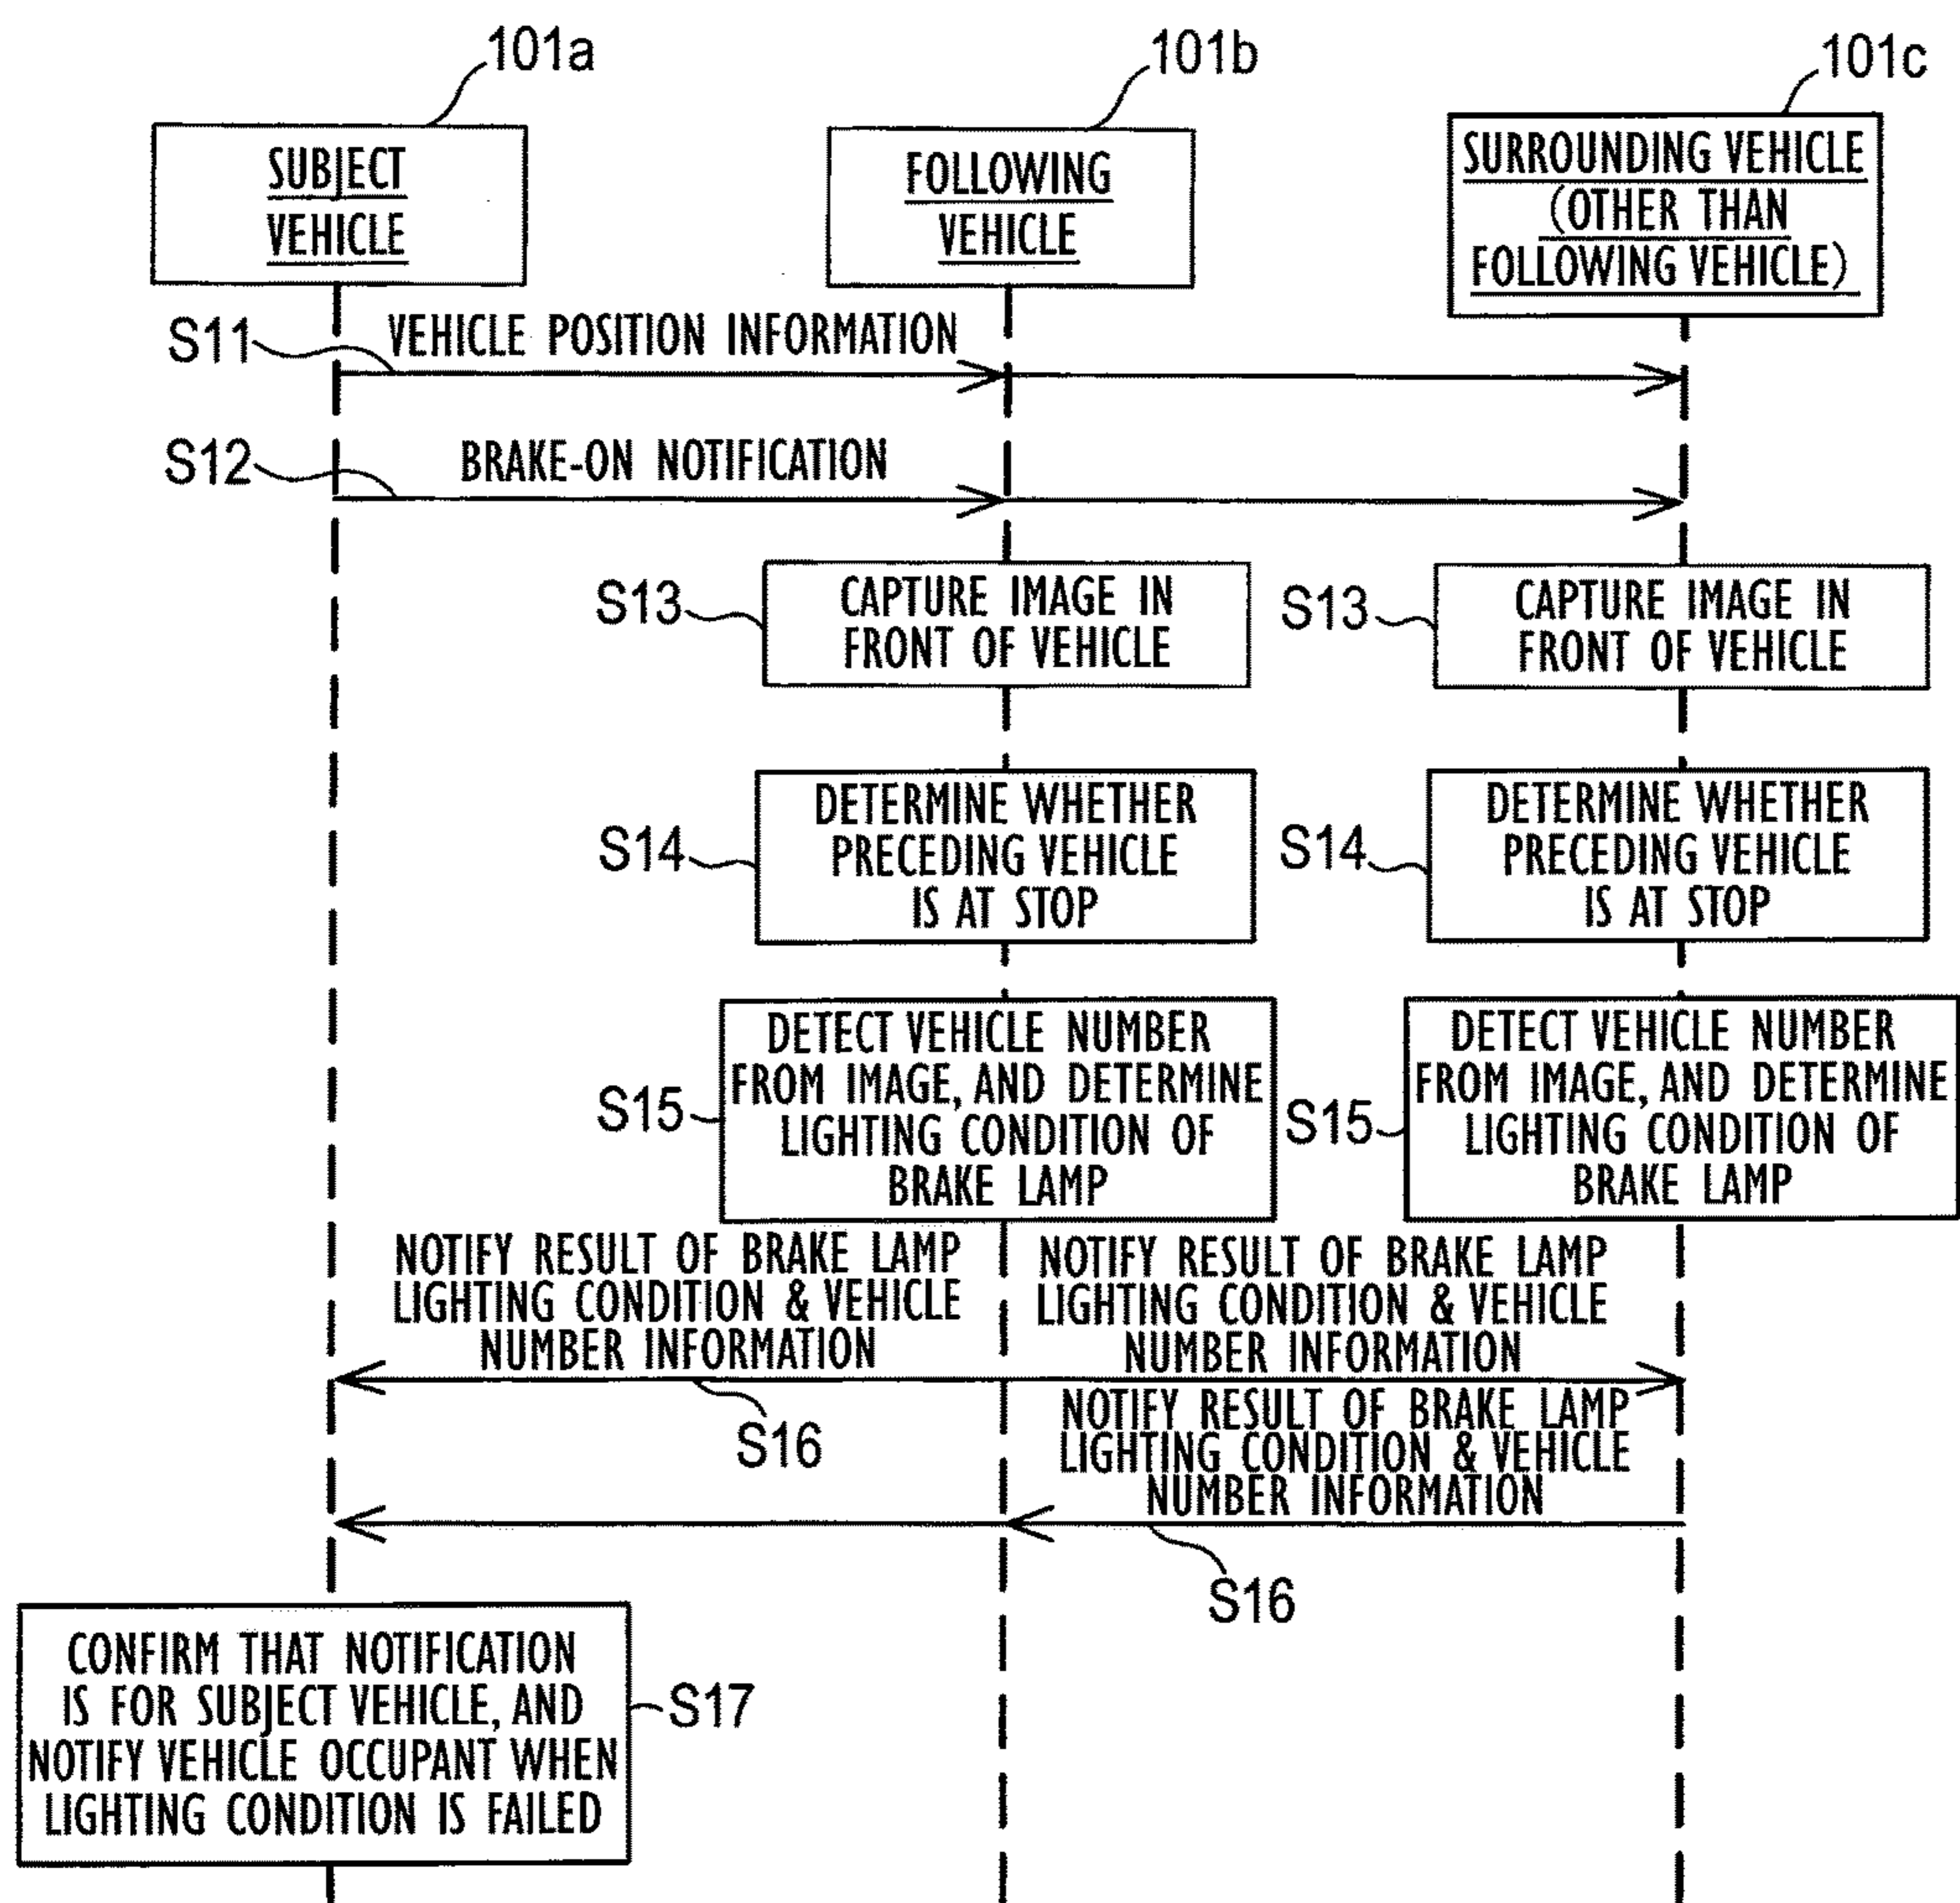 101a
101b
101c
SUBJECT
VEHICLE
FOLLOWING
VEHICLE
SURROUNDING VEHICLE
(OTHER THAN
FOLLOWING VEHICLE)
S11
VEHICLE POSITION INFORMATION
S12
BRAKE-ON NOTIFICATION
S13
CAPTURE IMAGE IN
FRONT OF VEHICLE
S13
CAPTURE IMAGE IN
FRONT OF VEHICLE
S14
DETERMINE WHETHER
PRECEDING VEHICLE
IS AT STOP
S14
DETERMINE WHETHER
PRECEDING VEHICLE
IS AT STOP
S15
DETECT VEHICLE NUMBER
FROM IMAGE, AND DETERMINE
LIGHTING CONDITION OF
BRAKE LAMP
S15
DETECT VEHICLE NUMBER
FROM IMAGE, AND DETERMINE
LIGHTING CONDITION OF
BRAKE LAMP
NOTIFY RESULT OF BRAKE LAMP
LIGHTING CONDITION & VEHICLE
NUMBER INFORMATION
NOTIFY RESULT OF BRAKE LAMP
LIGHTING CONDITION & VEHICLE
NUMBER INFORMATION
S16
NOTIFY RESULT OF BRAKE LAMP
LIGHTING CONDITION & VEHICLE
NUMBER INFORMATION
S16
CONFIRM THAT NOTIFICATION
IS FOR SUBJECT VEHICLE, AND
NOTIFY VEHICLE OCCUPANT WHEN
LIGHTING CONDITION IS FAILED
S17